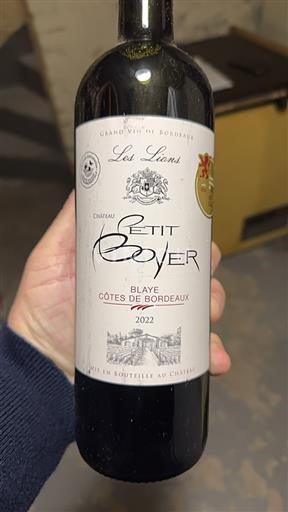 GRAND VIN DE BORDEAUX
Les Lions
CHÂTEAU
PETIT
BOYER
BLAYE
CÔTES DE BORDEAUX
2022
MIS EN BOUTEILLE AU CHÂTEAU